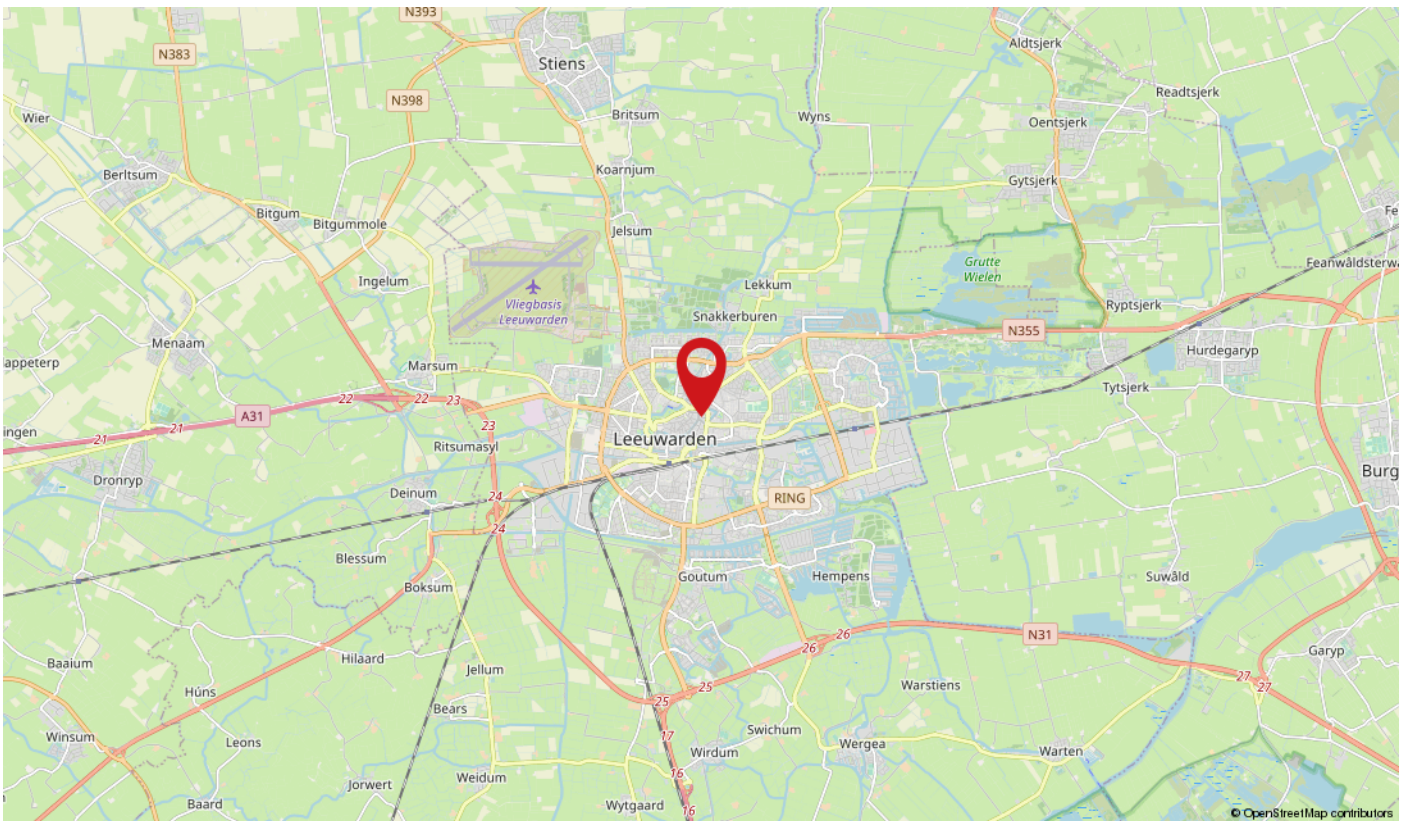 N393
Aldtsjerk
N383
Stiens
Readtsjerk
N398
Wier
Britsum
Wyns
Oentsjerk
Koarnjum
Berltsum
Gytsjerk
Bitgum
Bitgummole
Fe
Jelsum
Grutte
Wielen
Feanwâldsterwa
Ingelum
Lekkum
Vliegbasis
Leeuwarden
Ryptsjerk
Snakkerburen
N355
Menaam
Hurdegaryp
appeterp
Marsum
Tytsjerk
22
22
23
A31
23
ingen
21
21
Leeuwarden
Ritsumasyl
Burg
Dronryp
Deinum
24
RING
24
Blessum
Goutum
Hempens
Suwâld
Boksum
26
N31
26
Garyp
Hilaard
Baaium
Jellum
27
27
Húns
25
25
Warstiens
Bears
Winsum
17
Swichum
Leons
Wergea
Wirdum
Warten
16
Weidum
Jorwert
Baard
Wytgaard
16
© OpenStreetMap contributors